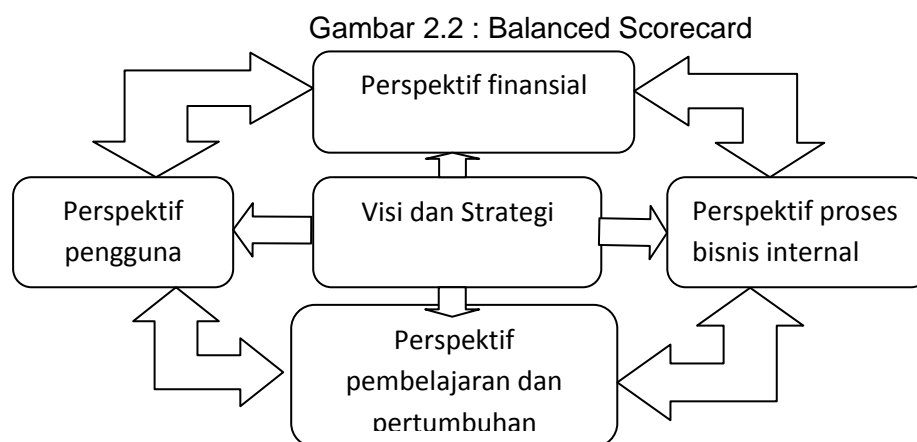 Gambar 2.2 : Balanced Scorecard
Perspektif finansial
Perspektif
pengguna
Visi dan Strategi
Perspektif proses
bisnis internal
Perspektif
pembelajaran dan
pertumbuhan